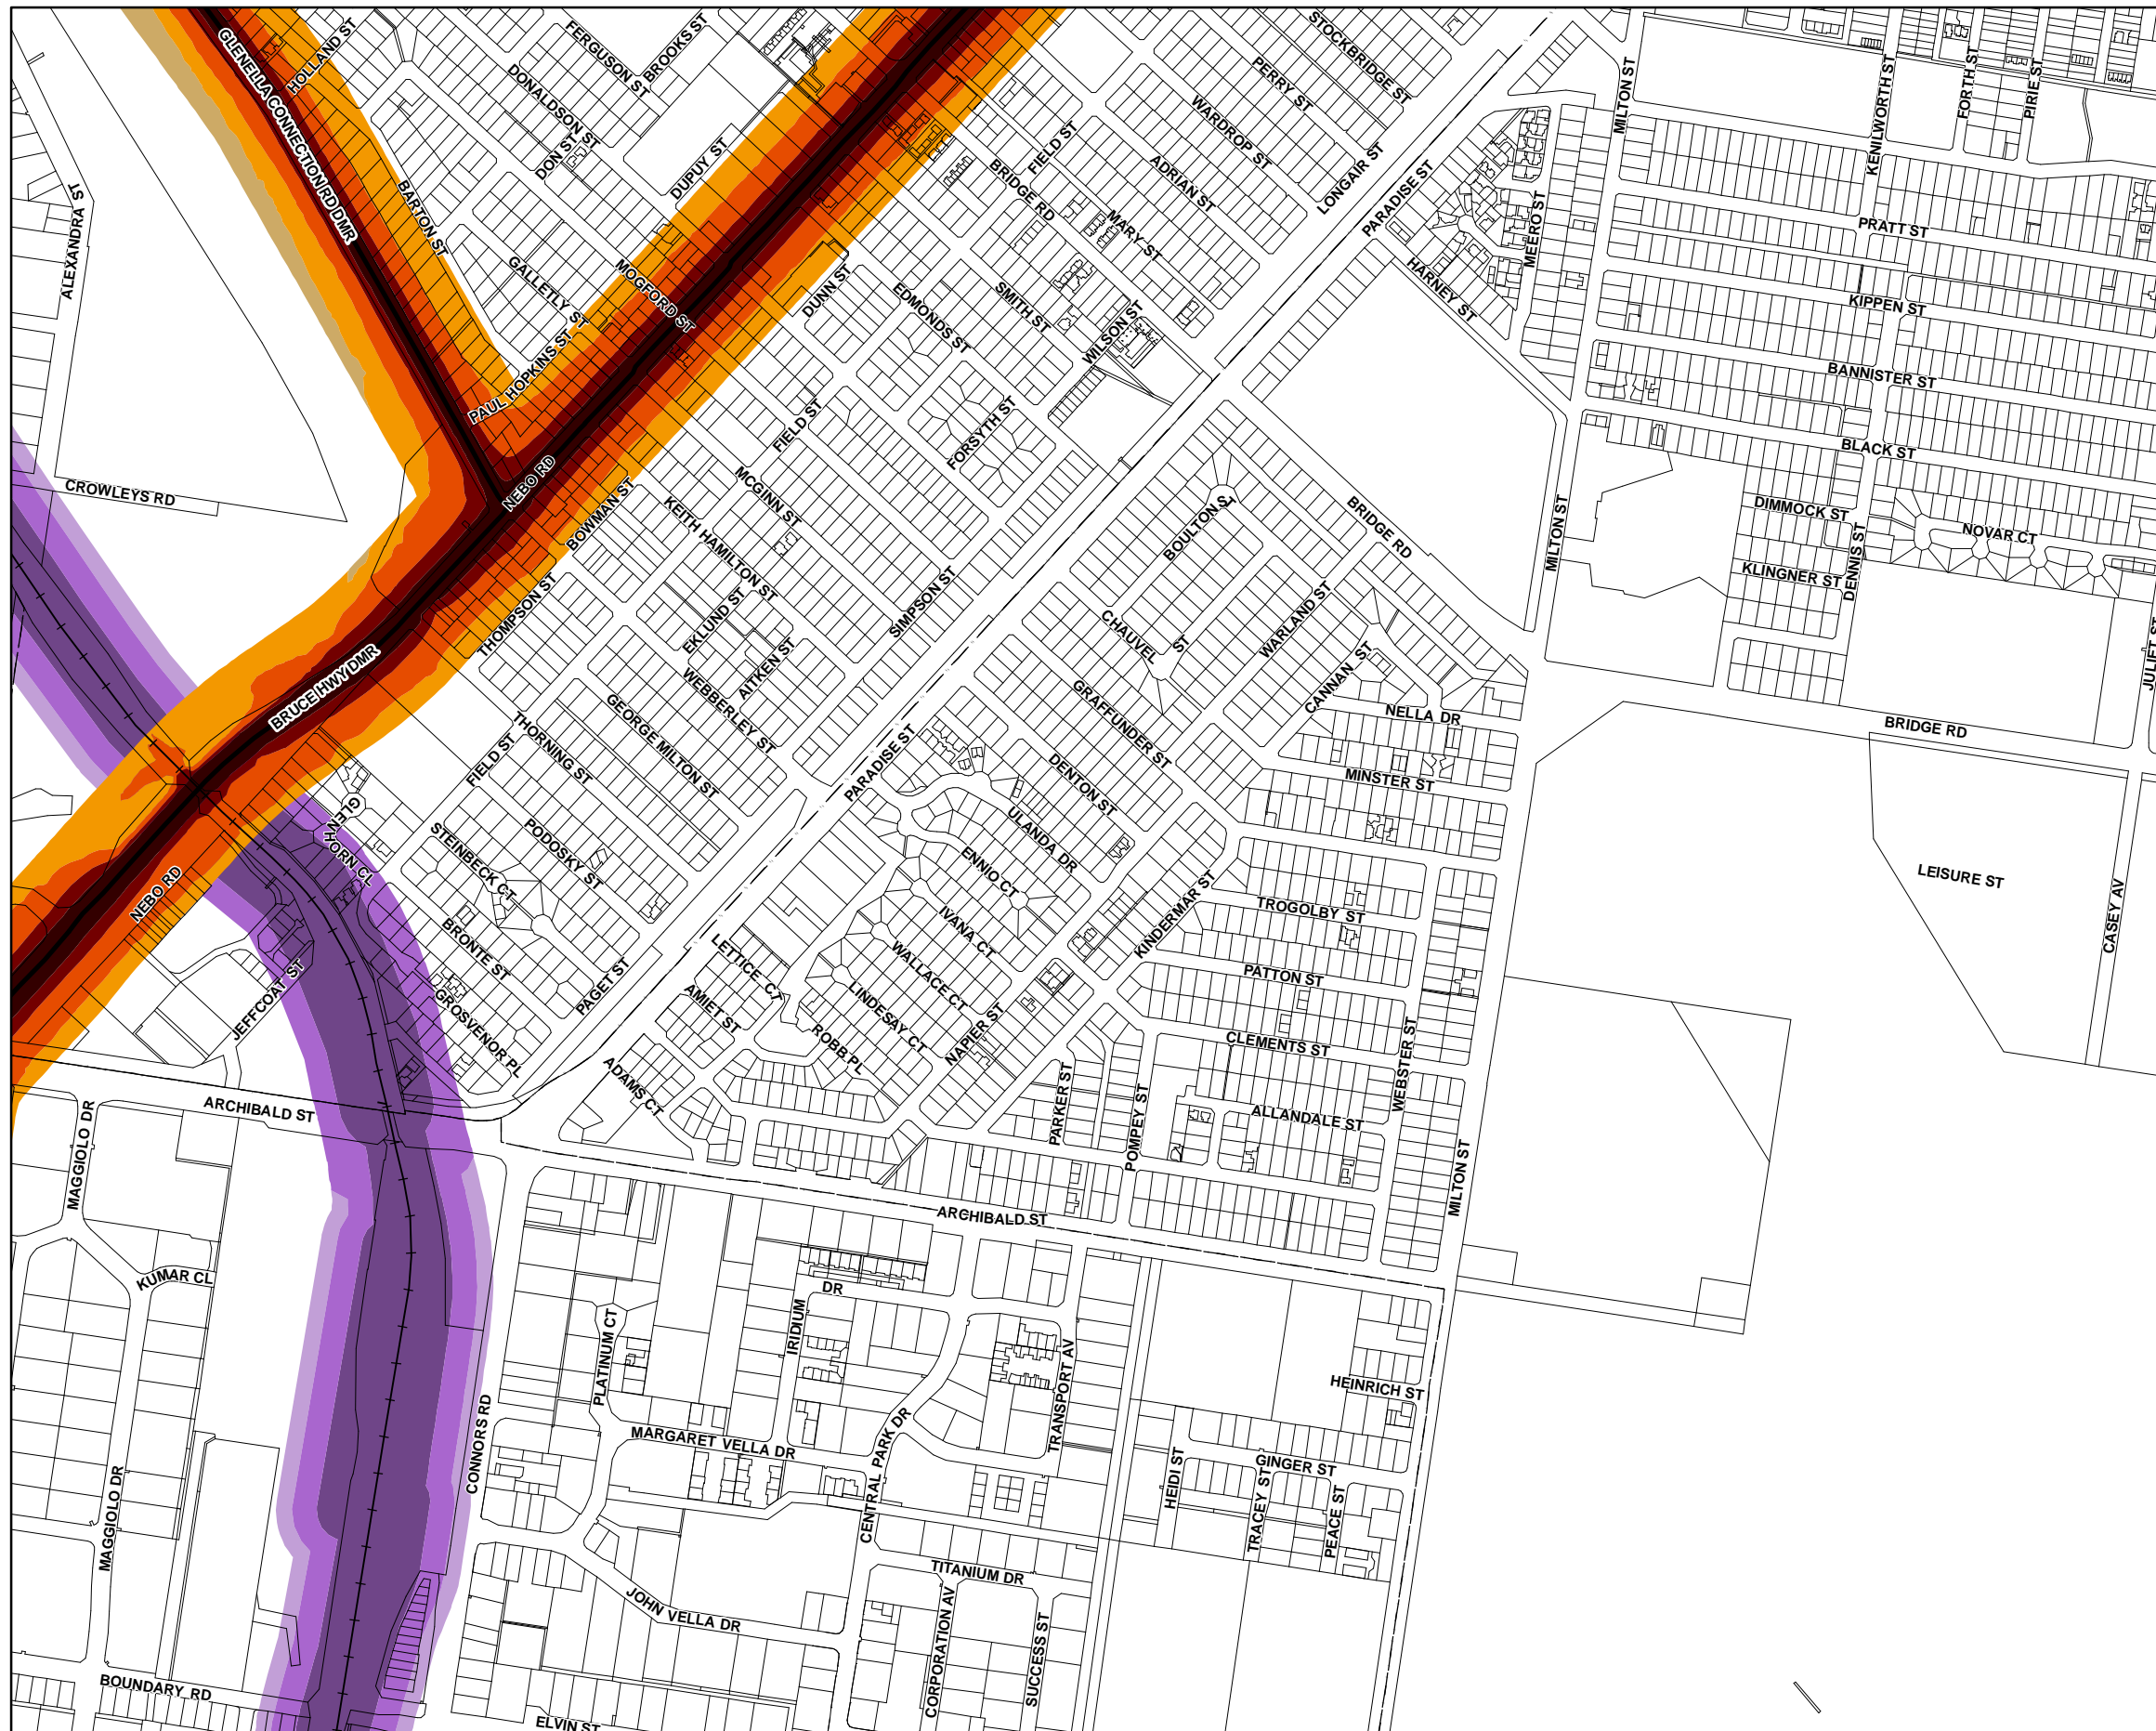 GLENELLA CONNECTION RD DMR
HOLLAND ST
FERGUSON ST
BROOKS ST
STOCKBRIDGE ST
PERRY ST
MILTON ST
KENILWORTH ST
FORTH ST
PIRIE ST
DONALDSON ST
DON ST
DUPUY ST
WARDROP ST
FIELD ST
ADRIAN ST
LONGAIR ST
PARADISE ST
BRIDGE RD
MARY ST
MEERO ST
PRATT ST
ALEXANDRA ST
BARTON ST
GALLETLY ST
MOGFORD ST
PAUL HOPKINS ST
DUNN ST
EDMONDS ST
SMITH ST
WILSON ST
HARNEY ST
KIPPEN ST
BANNISTER ST
BLACK ST
FORSYTH ST
FIELD ST
CROWLEYS RD
NEBO RD
BOWMAN ST
MCGINN ST
KEITH HAMILTON ST
BOULTON ST
BRIDGE RD
MILTON ST
DIMMOCK ST
NOVAR CT
KLINGNER ST
DENNIS ST
THOMPSON ST
EKLUND ST
AITKEN ST
SIMPSON ST
WEBBERLEY ST
CHAUVEL
ST
WARLAND ST
CANNAN ST
JULIET ST
BRUCE HWY DMR
GEORGE MILTON ST
THORNING ST
FIELD ST
PARADISE ST
GRAFFUNDER ST
NELLA DR
BRIDGE RD
DENTON ST
MINSTER ST
GLENHORN CL
STEINBECK CT
PODOSKY ST
ULANDA DR
ENNIO CT
LEISURE ST
CASEY AV
NEBO RD
BRONTE ST
IVANA CT
KINDERMAR ST
TROGOLBY ST
LETTICE CT
WALLACE CT
PATTON ST
JEFFCOAT ST
GROSVENOR PL
PAGET ST
AMIET ST
LINDESAY CT
NAPIER ST
ROBB PL
CLEMENTS ST
WEBSTER ST
ADAMS CT
PARKER ST
POMPEY ST
ALLANDALE ST
ARCHIBALD ST
MAGGIOLO DR
MILTON ST
ARCHIBALD ST
KUMAR CL
DR
IRIDIUM
PLATINUM CT
TRANSPORT AV
HEINRICH ST
CONNORS RD
MARGARET VELLA DR
CENTRAL PARK DR
HEIDI ST
GINGER ST
TRACEY ST
PEACE ST
MAGGIOLO DR
TITANIUM DR
JOHN VELLA DR
CORPORATION AV
SUCCESS ST
BOUNDARY RD
ELVIN ST